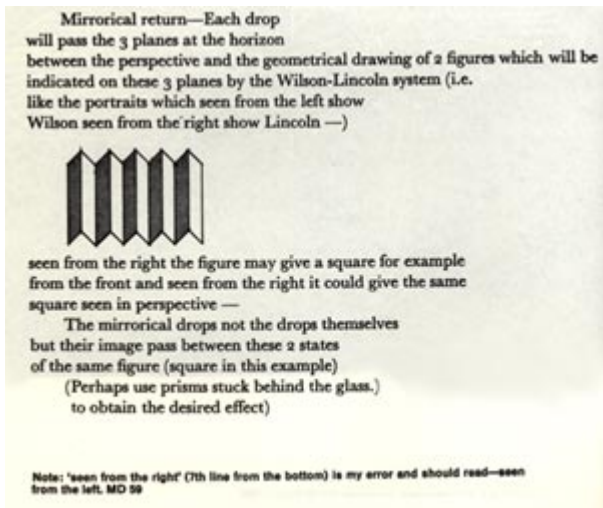 Mirrorical return—Each drop
will pass the 3 planes at the horizon
between the perspective and the geometrical drawing of 2 figures which will be
indicated on these 3 planes by the Wilson-Lincoln system (i.e.
like the portraits which seen from the left show
Wilson seen from the right show Lincoln —)
seen from the right the figure may give a square for example
from the front and seen from the right it could give the same
square seen in perspective —
The mirrorical drops not the drops themselves
but their image pass between these 2 states
of the same figure (square in this example)
(Perhaps use prisms stuck behind the glass.)
to obtain the desired effect)
Note: 'seen from the right' (7th line from the bottom) is my error and should read—seen
from the left. MD 59